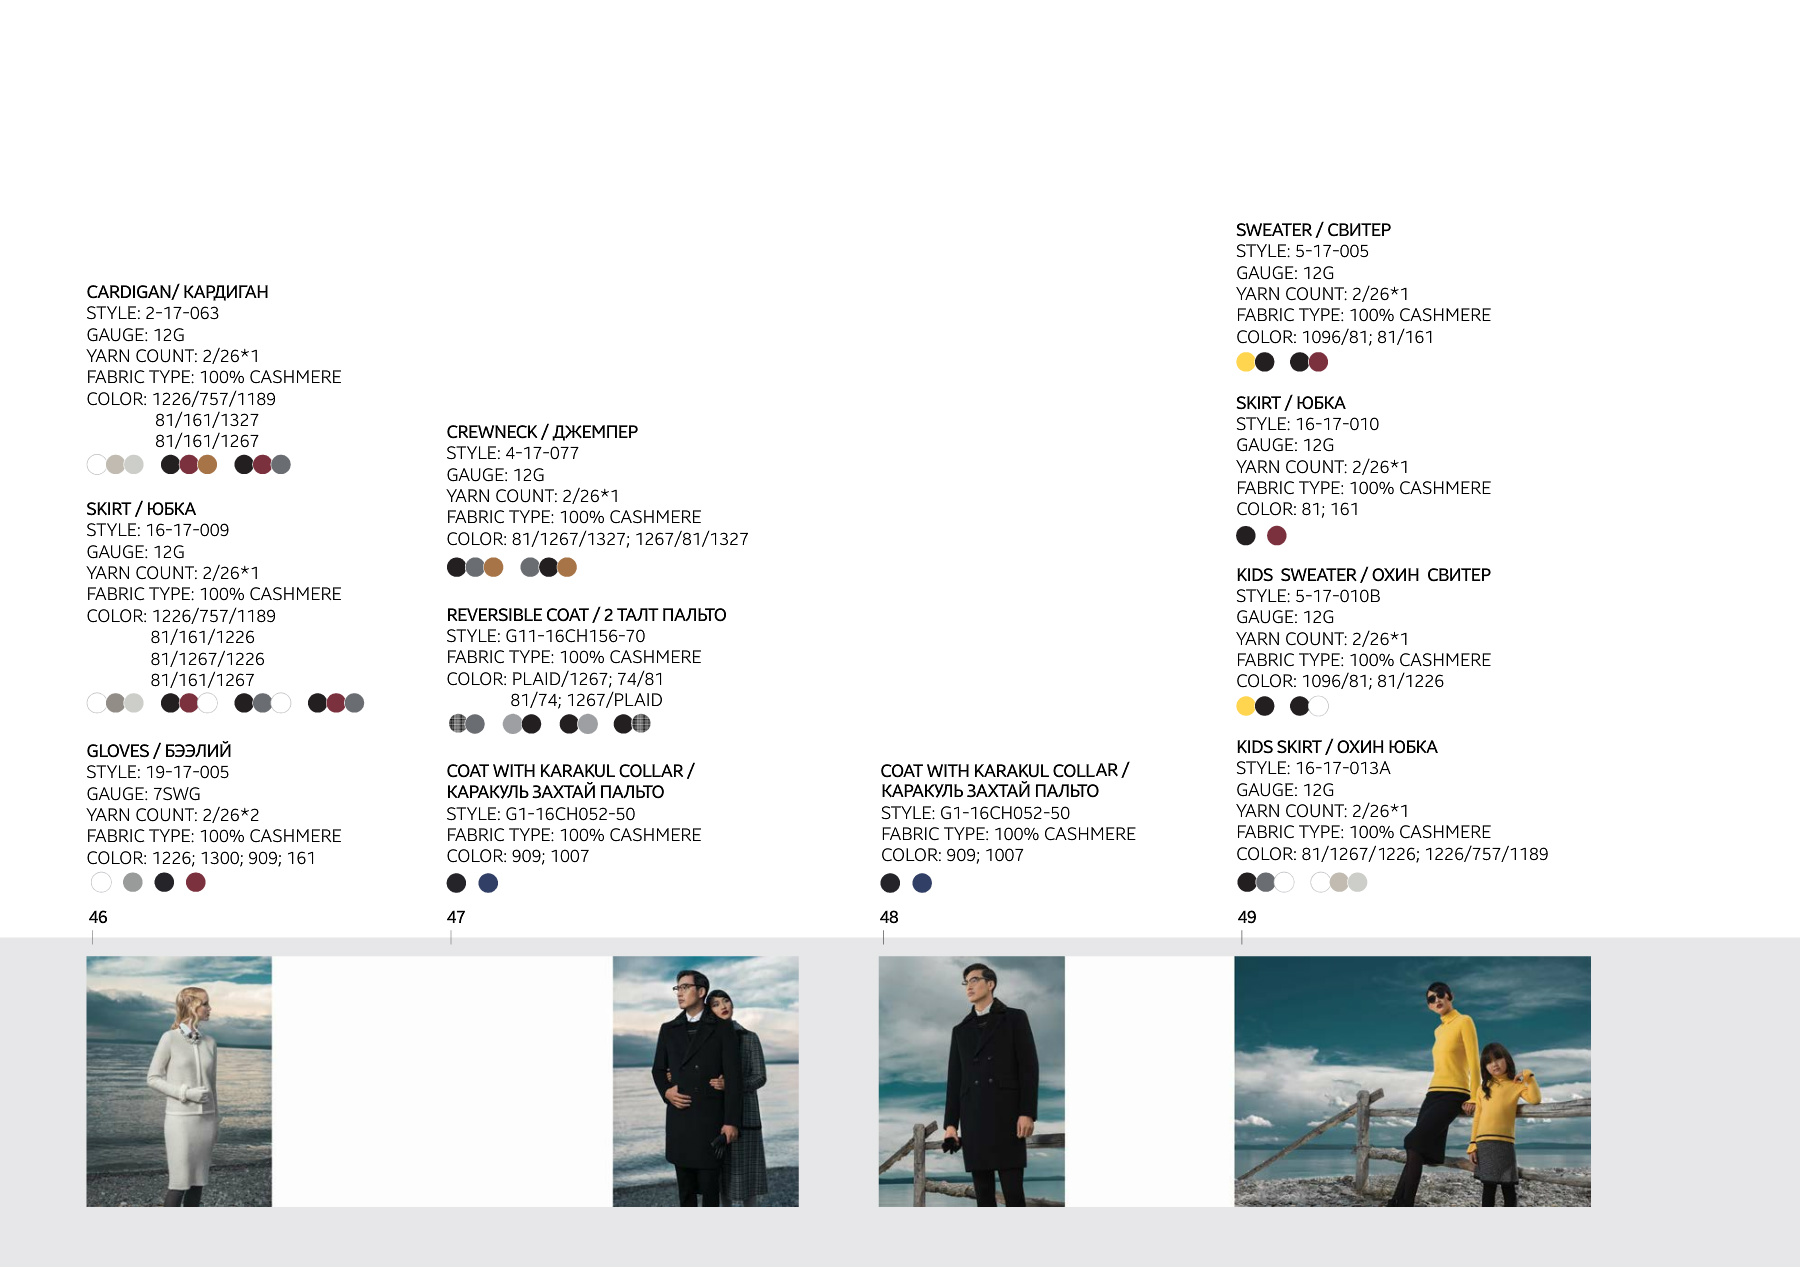 CARDIGAN/ КАРДИГАН
STYLE: 2-17-063
GAUGE: 12G
YARN COUNT: 2/26*1
FABRIC TYPE: 100% CASHMERE
COLOR: 1226/757/1189
81/161/1327
81/161/1267
SKIRT / ЮБКА
STYLE: 16-17-009
GAUGE: 12G
YARN COUNT: 2/26*1
FABRIC TYPE: 100% CASHMERE
COLOR: 1226/757/1189
81/161/1226
81/1267/1226
81/161/1267
GLOVES / БЭЭЛИЙ
STYLE: 19-17-005
GAUGE: 7SWG
YARN COUNT: 2/26*2
FABRIC TYPE: 100% CASHMERE
COLOR: 1226; 1300; 909; 161
46
CREWNECK / ДЖЕМПЕР
STYLE: 4-17-077
GAUGE: 12G
YARN COUNT: 2/26*1
FABRIC TYPE: 100% CASHMERE
COLOR: 81/1267/1327; 1267/81/1327
REVERSIBLE COAT / 2 ТАЛТ ПАЛЬТО
STYLE: G11-16CH156-70
FABRIC TYPE: 100% CASHMERE
COLOR: PLAID/1267; 74/81
81/74; 1267/PLAID
COAT WITH KARAKUL COLLAR /
КАРАКУЛЬ ЗАХТАЙ ПАЛЬТО
STYLE: G1-16CH052-50
FABRIC TYPE: 100% CASHMERE
COLOR: 909; 1007
47
COAT WITH KARAKUL COLLAR /
КАРАКУЛЬ ЗАХТАЙ ПАЛЬТО
STYLE: G1-16CH052-50
FABRIC TYPE: 100% CASHMERE
COLOR: 909; 1007
48
SWEATER / СВИТЕР
STYLE: 5-17-005
GAUGE: 12G
YARN COUNT: 2/26*1
FABRIC TYPE: 100% CASHMERE
COLOR: 1096/81; 81/161
SKIRT / ЮБКА
STYLE: 16-17-010
GAUGE: 12G
YARN COUNT: 2/26*1
FABRIC TYPE: 100% CASHMERE
COLOR: 81; 161
KIDS SWEATER / ОХИН СВИТЕР
STYLE: 5-17-010B
GAUGE: 12G
YARN COUNT: 2/26*1
FABRIC TYPE: 100% CASHMERE
COLOR: 1096/81; 81/1226
KIDS SKIRT / ОХИН ЮБКА
STYLE: 16-17-013A
GAUGE: 12G
YARN COUNT: 2/26*1
FABRIC TYPE: 100% CASHMERE
COLOR: 81/1267/1226; 1226/757/1189
49